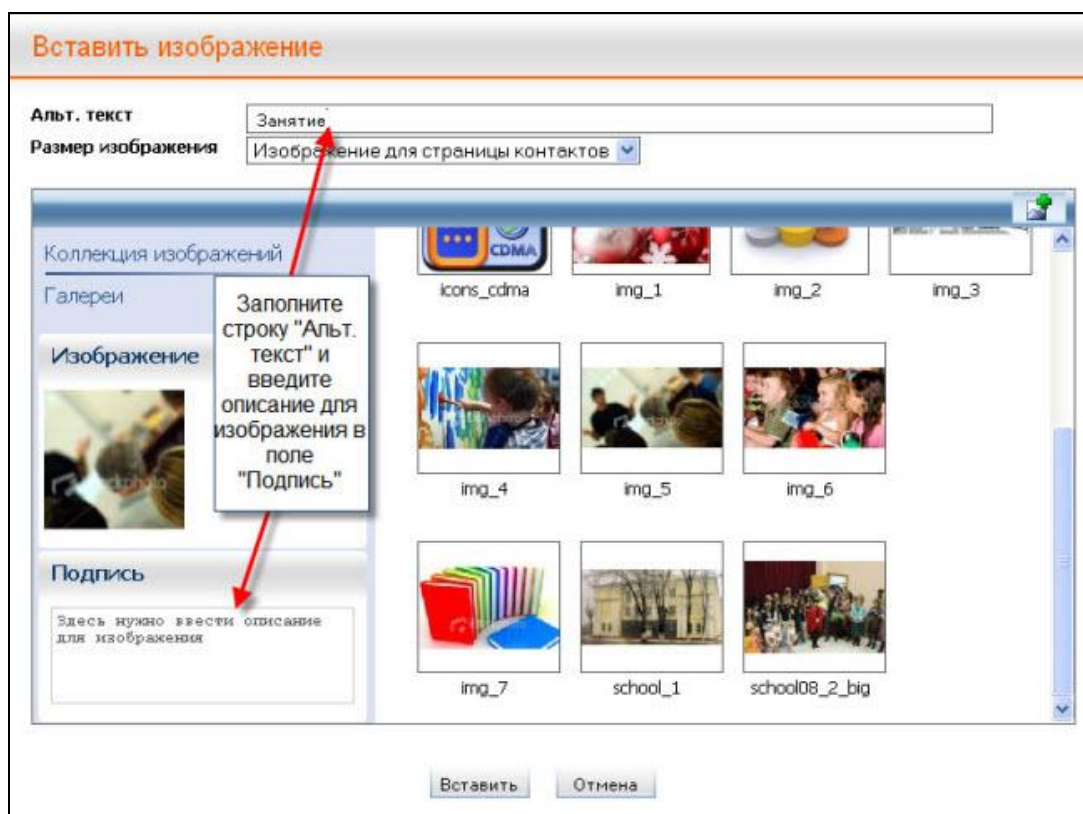 Вставить изображение
Альт. текст
Занятие
Размер изображения
Изображение для страницы контактов
Коллекция изображений
Галереи
Изображение
Заполните
строку "Альт.
текст" и
введите
описание для
изображения в
поле
"Подпись"
Подпись
Здесь нужно ввести описание
для изображения
CDMA
icons_cdma
img_1
img_2
img_3
img_4
img_5
img_6
img_7
school_1
school08_2_big
Вставить
Отмена